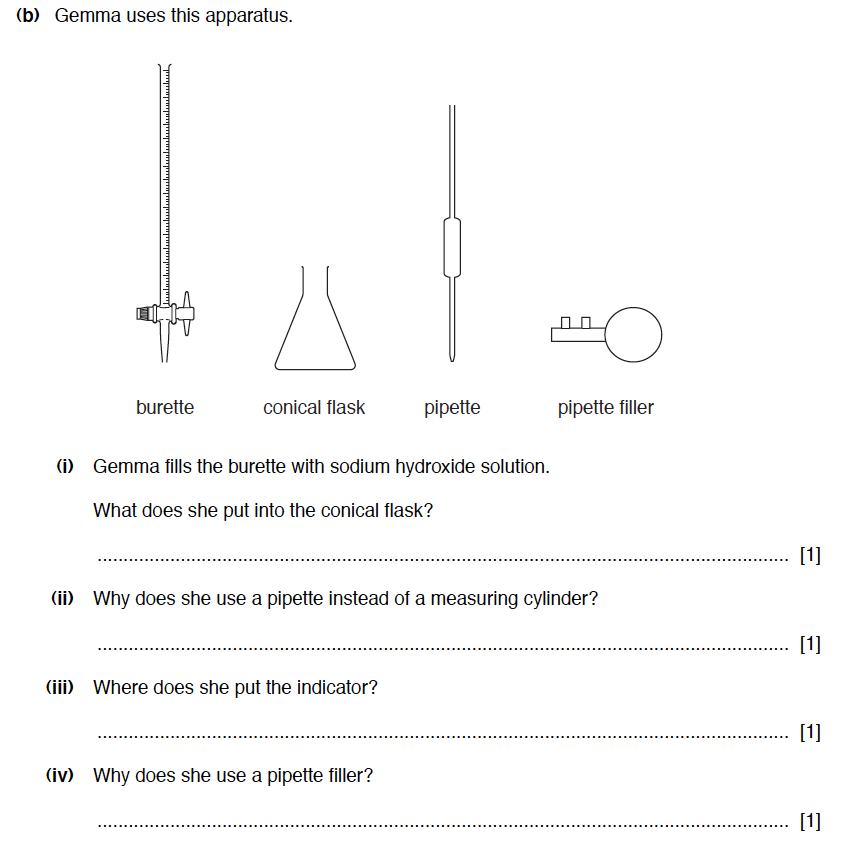 (b) Gemma uses this apparatus.
burette conical flask pipette pipette filler
(i) Gemma fills the burette with sodium hydroxide solution.
What does she put into the conical flask?
.................................................................................................................................... [1]
(ii) Why does she use a pipette instead of a measuring cylinder?
.................................................................................................................................... [1]
(iii) Where does she put the indicator?
.................................................................................................................................... [1]
(iv) Why does she use a pipette filler?
.................................................................................................................................... [1]